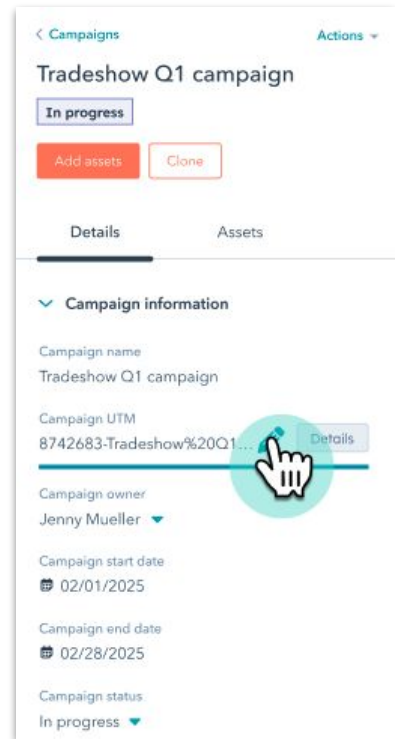 Campaigns
Actions
Tradeshow Q1 campaign
In progress
Add assets
Clone
Details
Assets
Campaign information
Campaign name
Tradeshow Q1 campaign
Campaign UTM
8742683-Tradeshow%20Q1...
Details
Campaign owner
Jenny Mueller
Campaign start date
02/01/2025
Campaign end date
02/28/2025
Campaign status
In progress